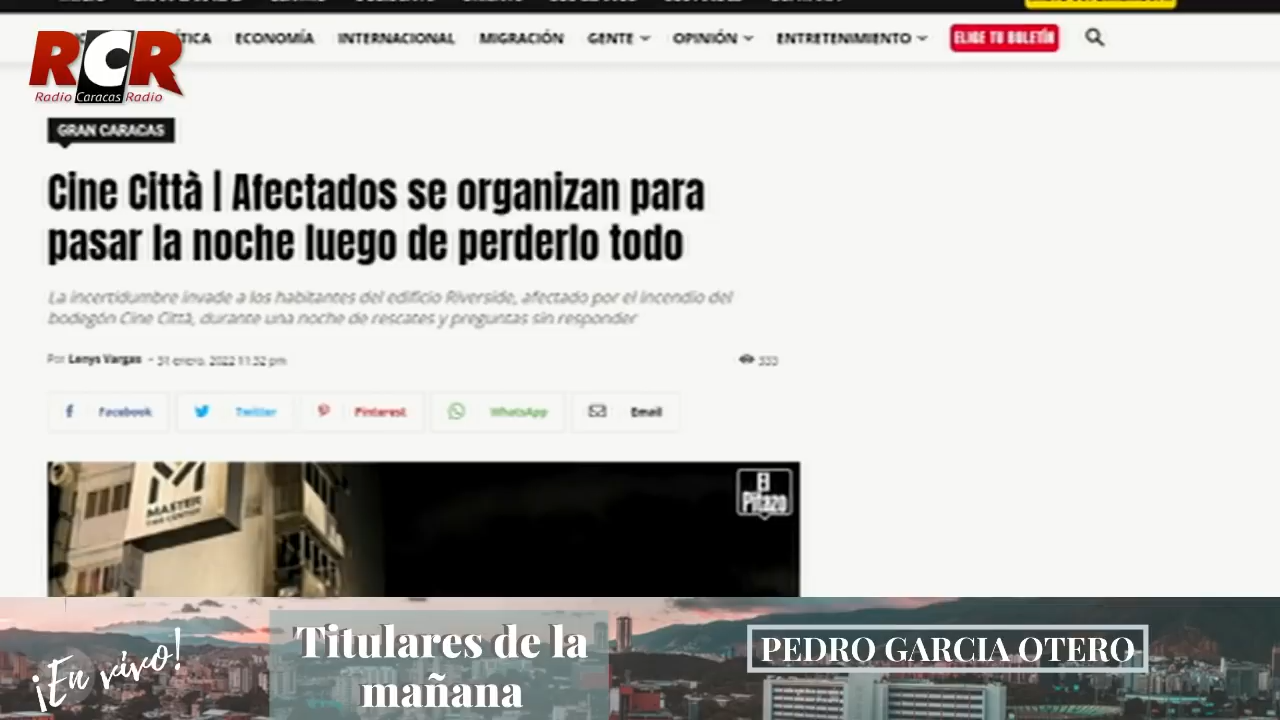 RCR
Radio Caracas Radio
ECONOMÍA INTERNACIONAL MIGRACIÓN GENTE OPINIÓN ENTRETENIMIENTO ELIGE TU BOLETÍN
GRAN CARACAS
Cine Città | Afectados se organizan para
pasar la noche luego de perderlo todo
La incertidumbre invade a los habitantes del edificio Riverside, afectado por el incendio del
bodegón Cine Città, durante una noche de rescates y preguntas sin responder
Por Lenys Vargas - 31 enero, 2022 11:32 pm
333
Facebook Twitter Pinterest WhatsApp Email
M
MASTER
El
Pitazo
¡En vivo!
Titulares de la
mañana
PEDRO GARCIA OTERO